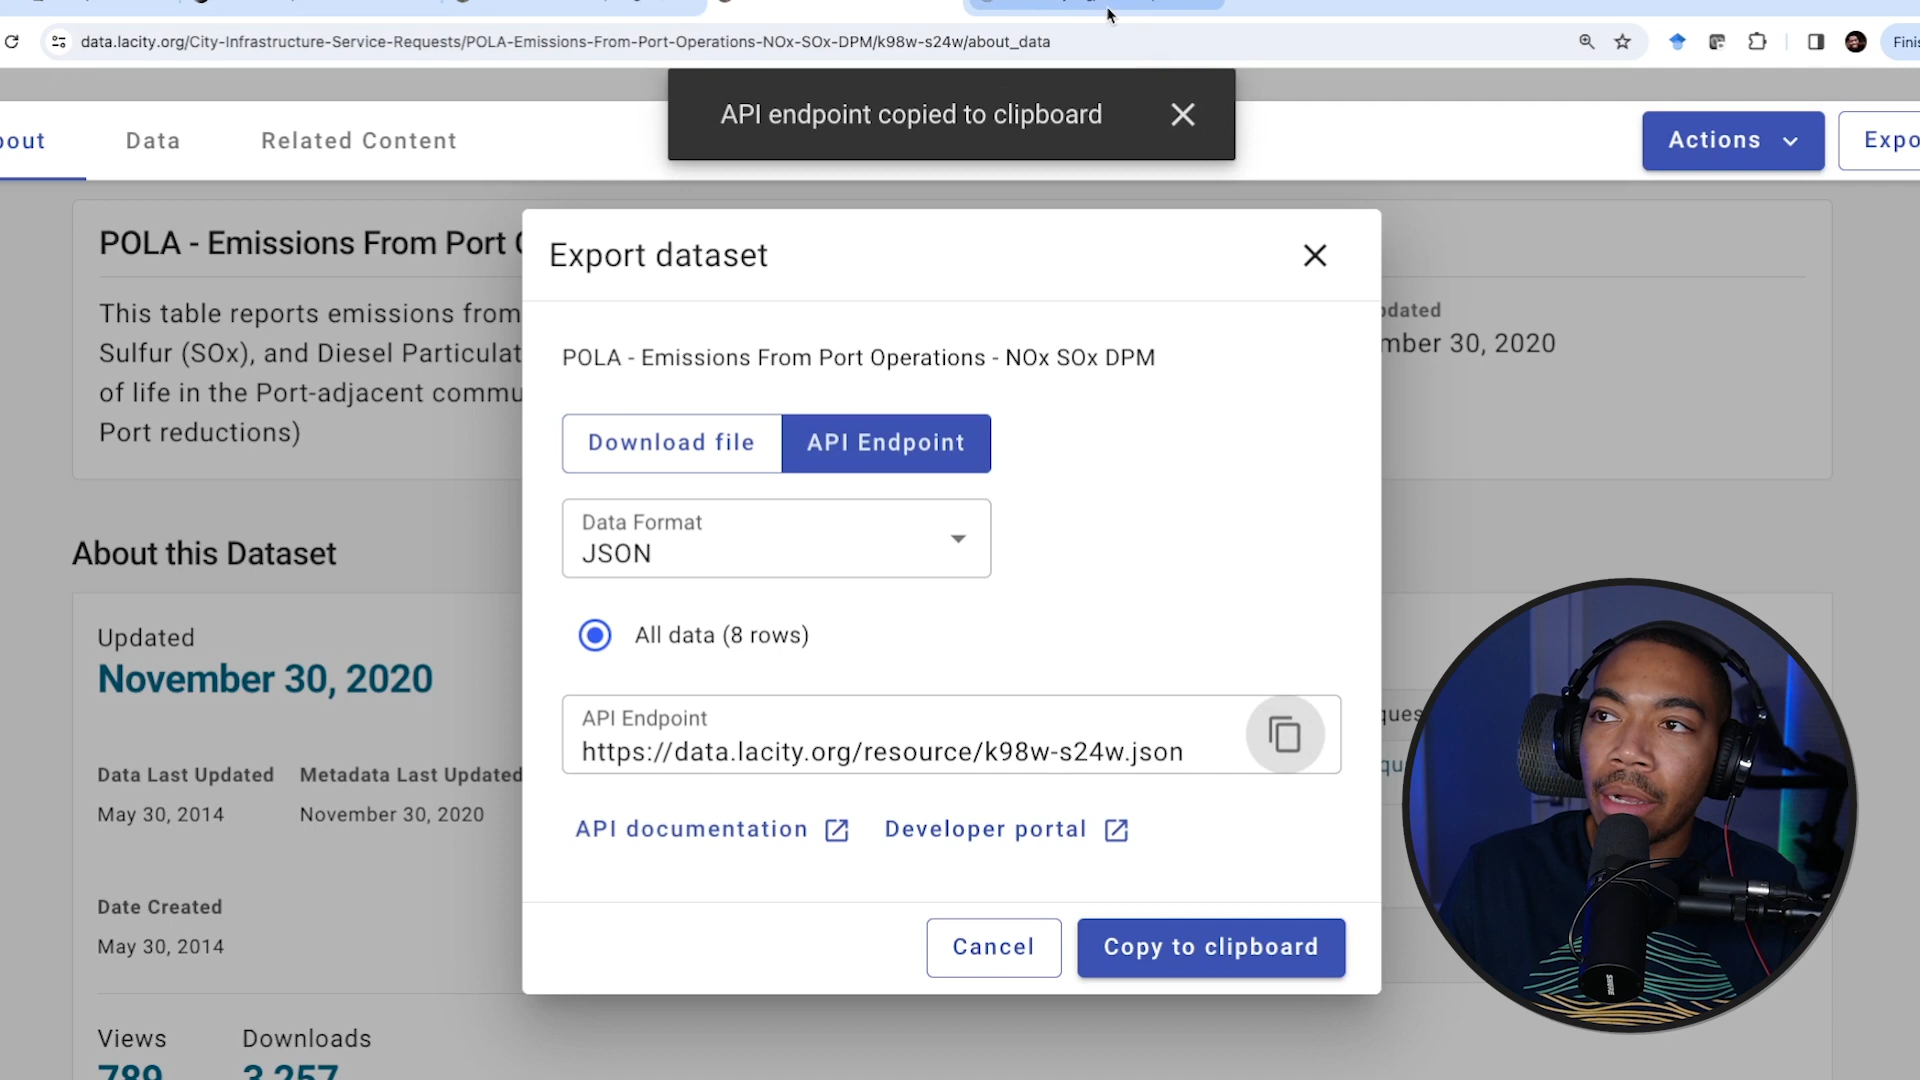 data.lacity.org/City-Infrastructure-Service-Requests/POLA-Emissions-From-Port-Operations-NOx-SOx-DPM/k98w-s24w/about_data
API endpoint copied to clipboard
Data
Related Content
Actions
Export dataset
POLA - Emissions From Port
This table reports emissions from
Sulfur (SOx), and Diesel
of life in the Port-adjacent
Port reductions)
30, 2020
POLA - Emissions From Port Operations - NOx SOx DPM
Download file
API Endpoint
Data Format
JSON
All data (8 rows)
API Endpoint
https://data.lacity.org/resource/k98w-s24w.json
API documentation
Developer portal
Cancel
Copy to clipboard
About this Dataset
Updated
November 30, 2020
Data Last Updated Metadata Last Updated
May 30, 2014 November 30, 2020
Date Created
May 30, 2014
Views Downloads
789 3,257
SHURE